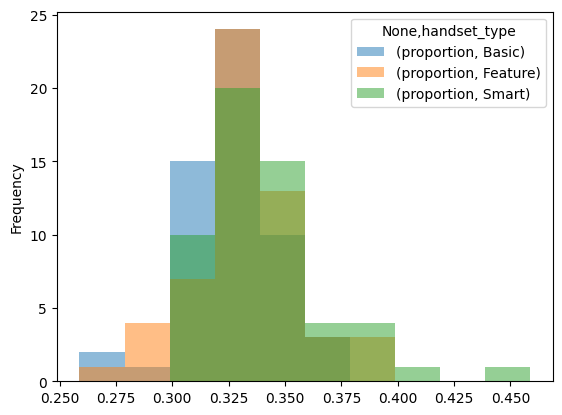 None,handset_type
(proportion, Basic)
(proportion, Feature)
(proportion, Smart)
Frequency
25
20
15
10
5
0
0.250 0.275 0.300 0.325 0.350 0.375 0.400 0.425 0.450